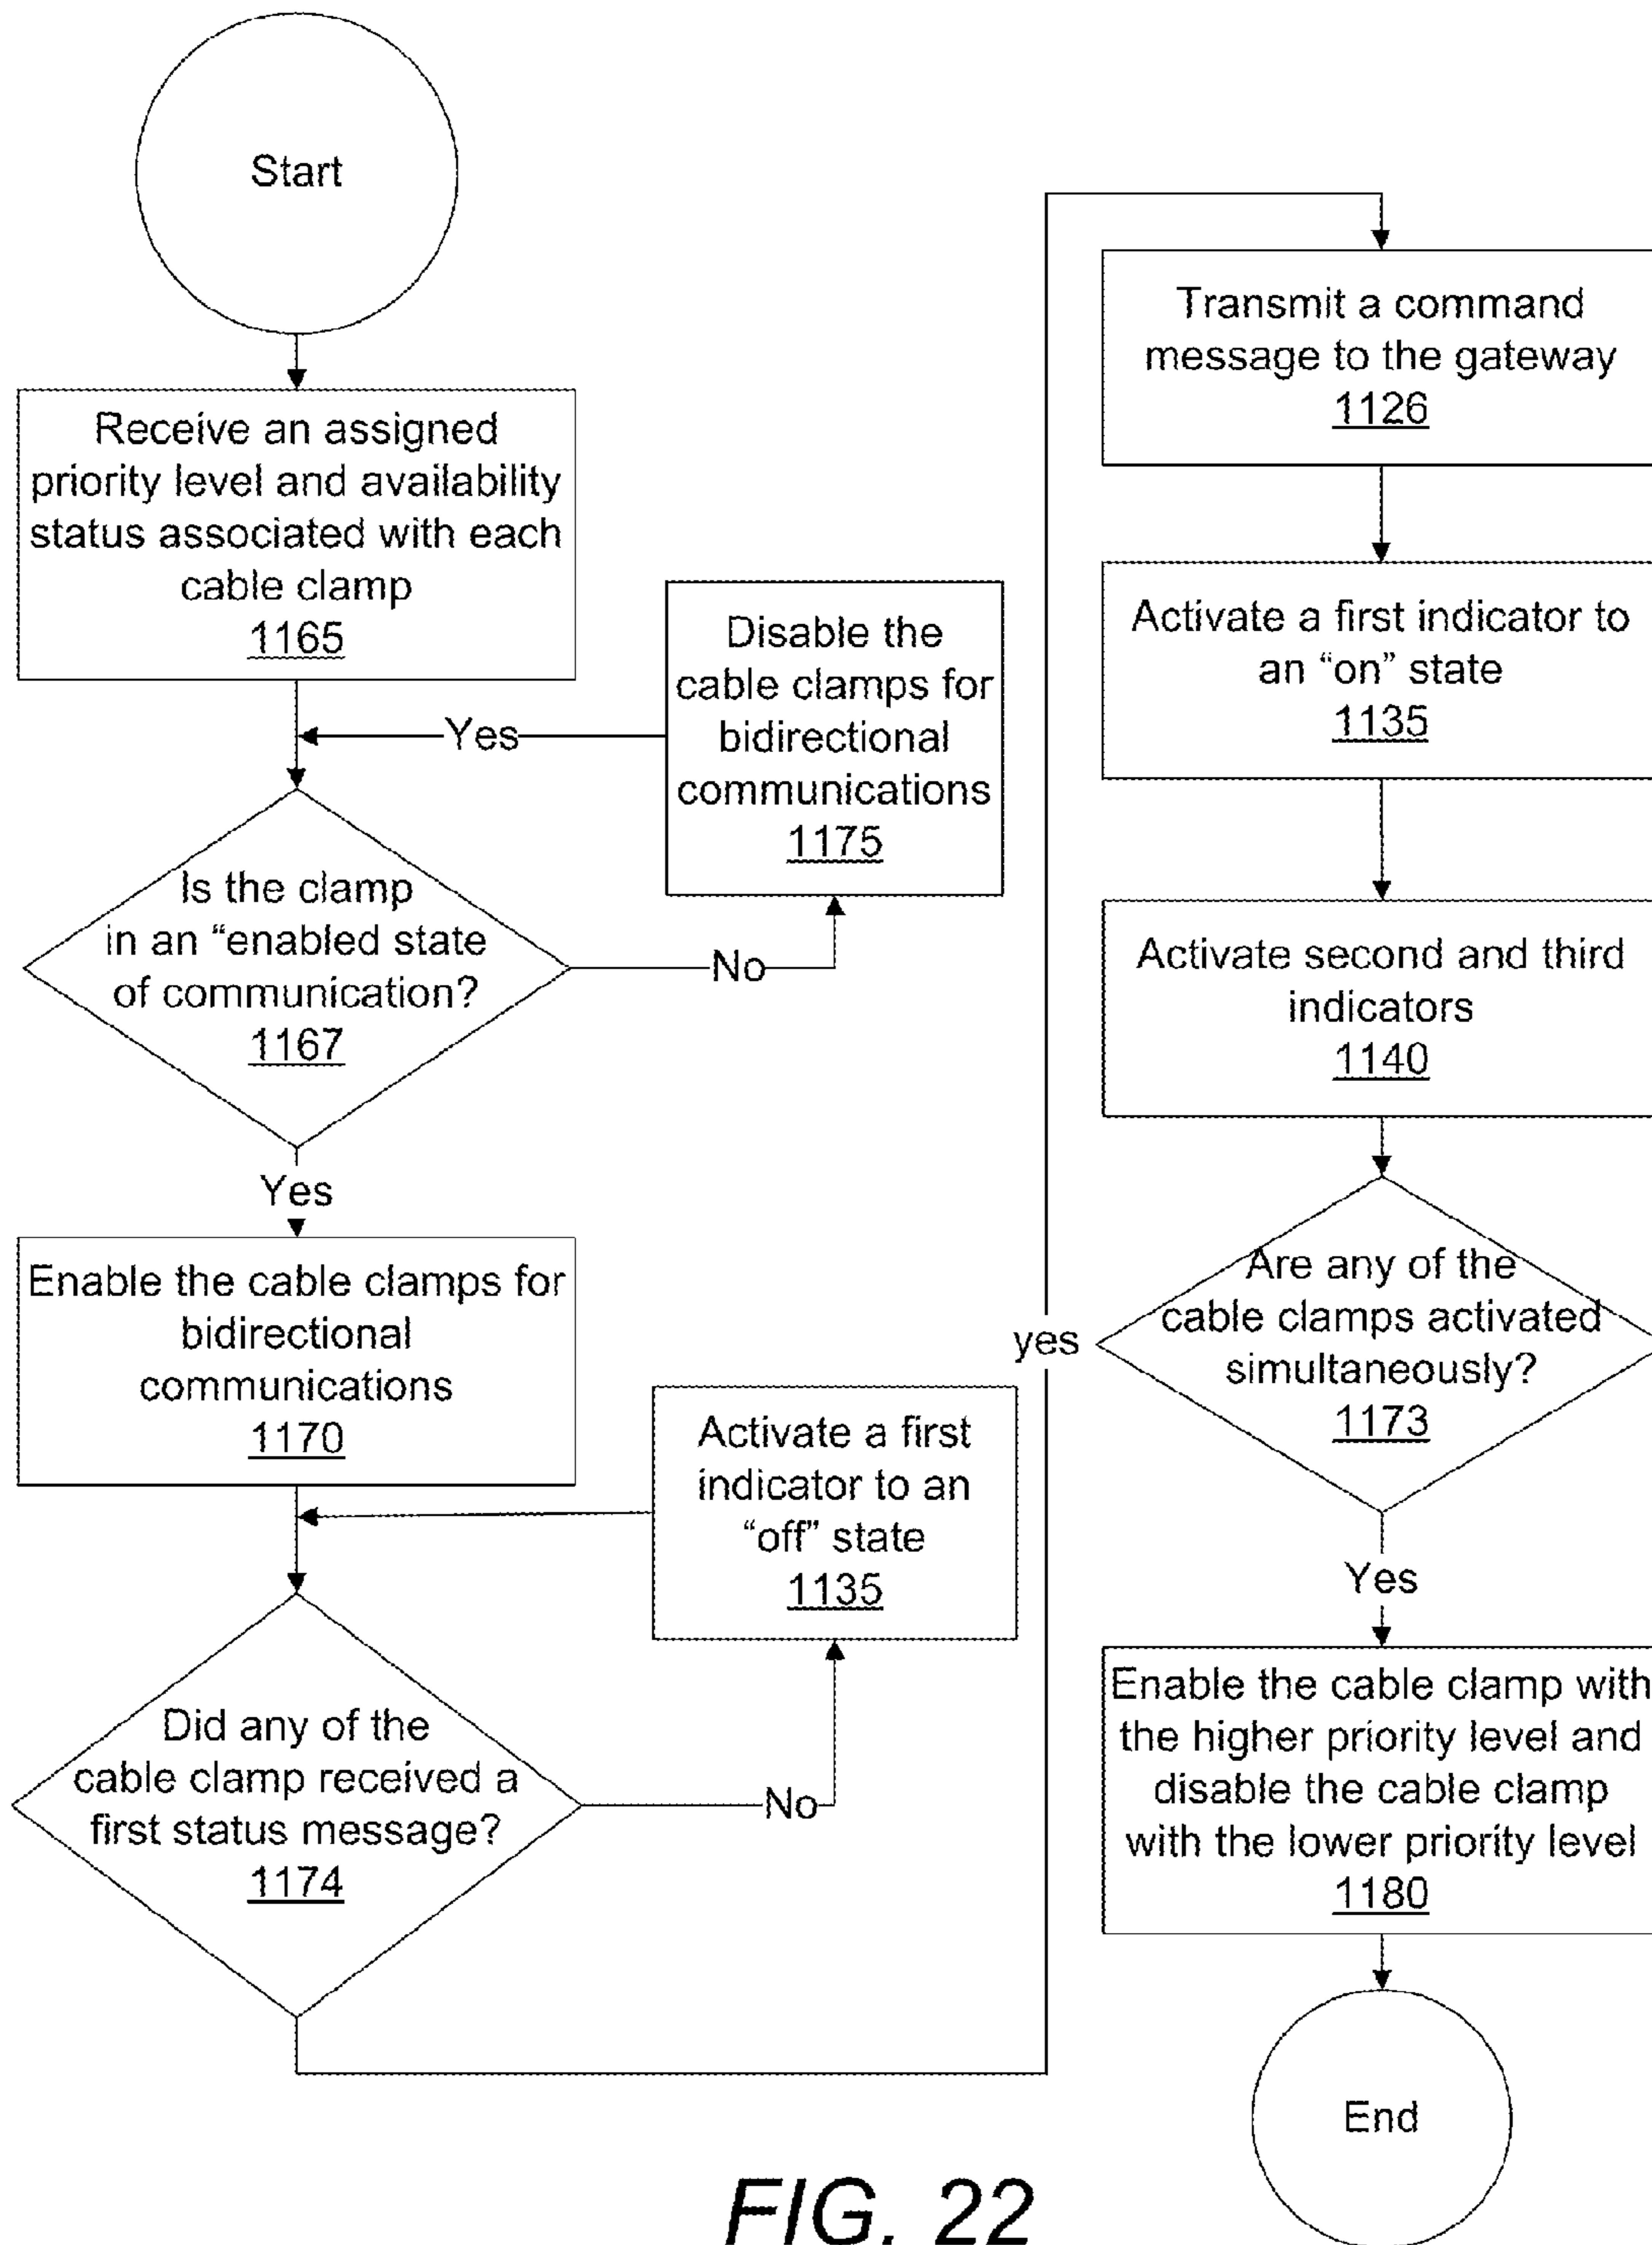 Start
Receive an assigned
priority level and availability
status associated with each
cable clamp
1165
Yes
Disable the
cable clamps for
bidirectional
communications
1175
Is the clamp
in an “enabled state
of communication?
1167
No
Yes
Enable the cable clamps for
bidirectional
communications
1170
Activate a first
indicator to an
“off” state
1135
Did any of the
cable clamp received a
first status message?
1174
No
yes
Transmit a command
message to the gateway
1126
Activate a first indicator to
an “on” state
1135
Activate second and third
indicators
1140
Are any of the
cable clamps activated
simultaneously?
1173
Yes
Enable the cable clamp with
the higher priority level and
disable the cable clamp
with the lower priority level
1180
End
FIG. 22